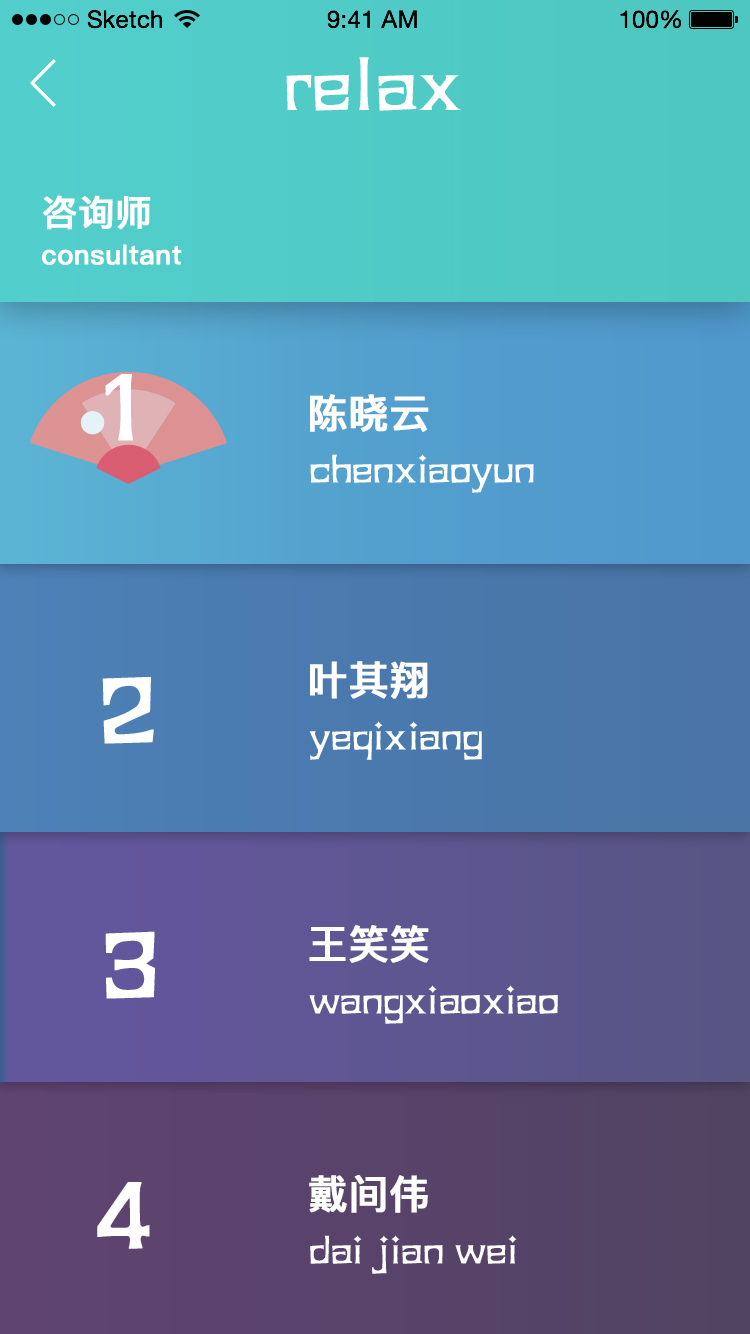 Sketch 9:41 AM 100%
relax
咨询师
consultant
1
陈晓云
chenxiaoyun
2
叶其翔
yeqixiang
3
王笑笑
wangxiaoxiao
4
戴间伟
dai jian wei